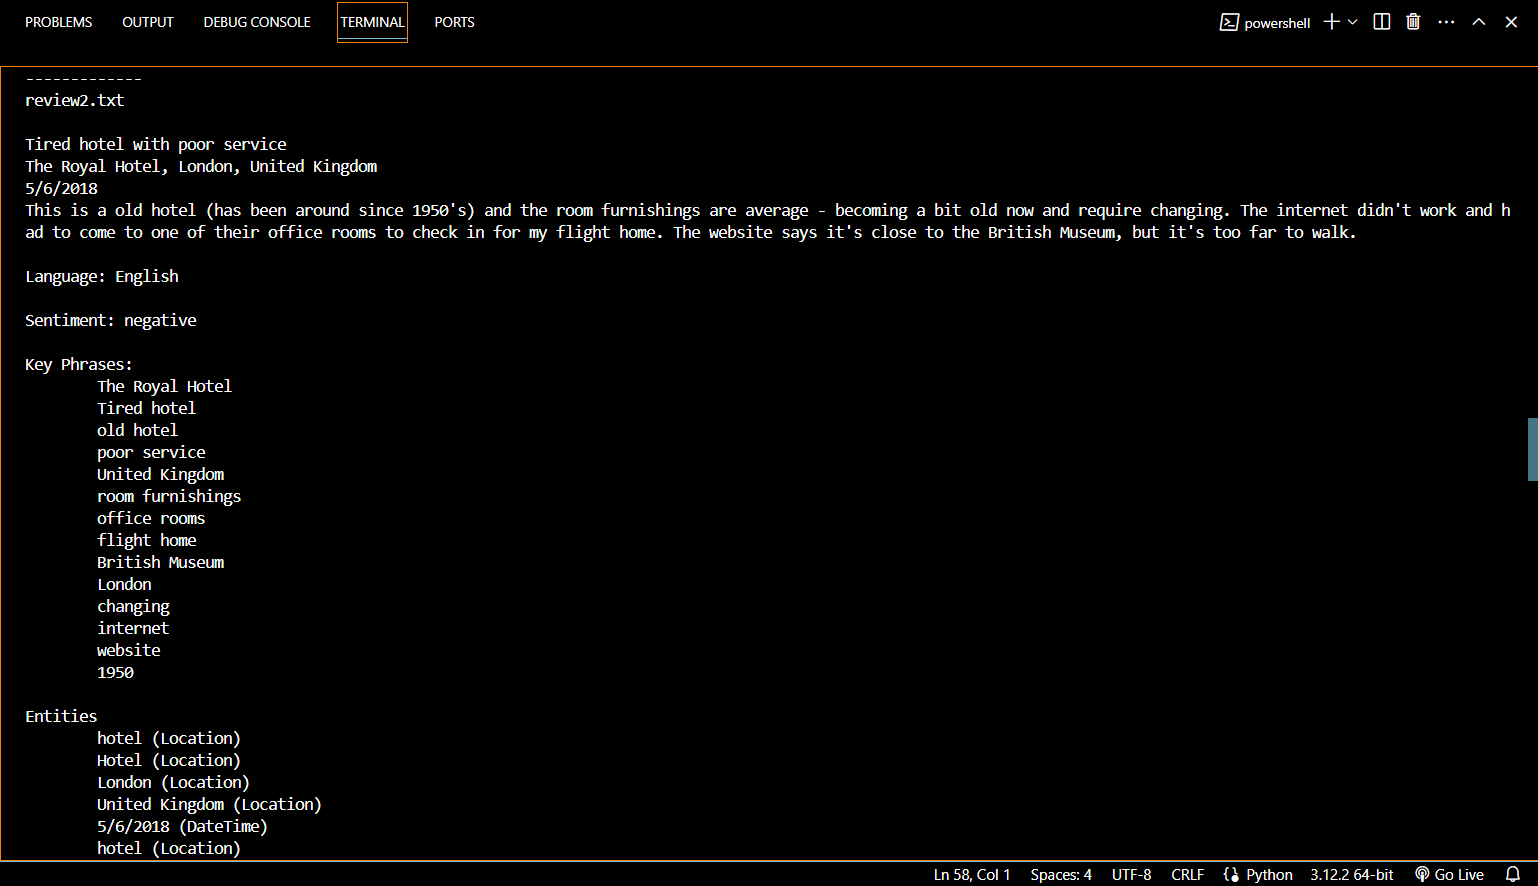 PROBLEMS OUTPUT DEBUG CONSOLE TERMINAL PORTS powershell
-------------
review2.txt
Tired hotel with poor service
The Royal Hotel, London, United Kingdom
5/6/2018
This is a old hotel (has been around since 1950's) and the room furnishings are average - becoming a bit old now and require changing. The internet didn't work and h
ad to come to one of their office rooms to check in for my flight home. The website says it's close to the British Museum, but it's too far to walk.
Language: English
Sentiment: negative
Key Phrases:
The Royal Hotel
Tired hotel
old hotel
poor service
United Kingdom
room furnishings
office rooms
flight home
British Museum
London
changing
internet
website
1950
Entities
hotel (Location)
Hotel (Location)
London (Location)
United Kingdom (Location)
5/6/2018 (DateTime)
hotel (Location)
Ln 58, Col 1 Spaces: 4 UTF-8 CRLF Python 3.12.2 64-bit Go Live